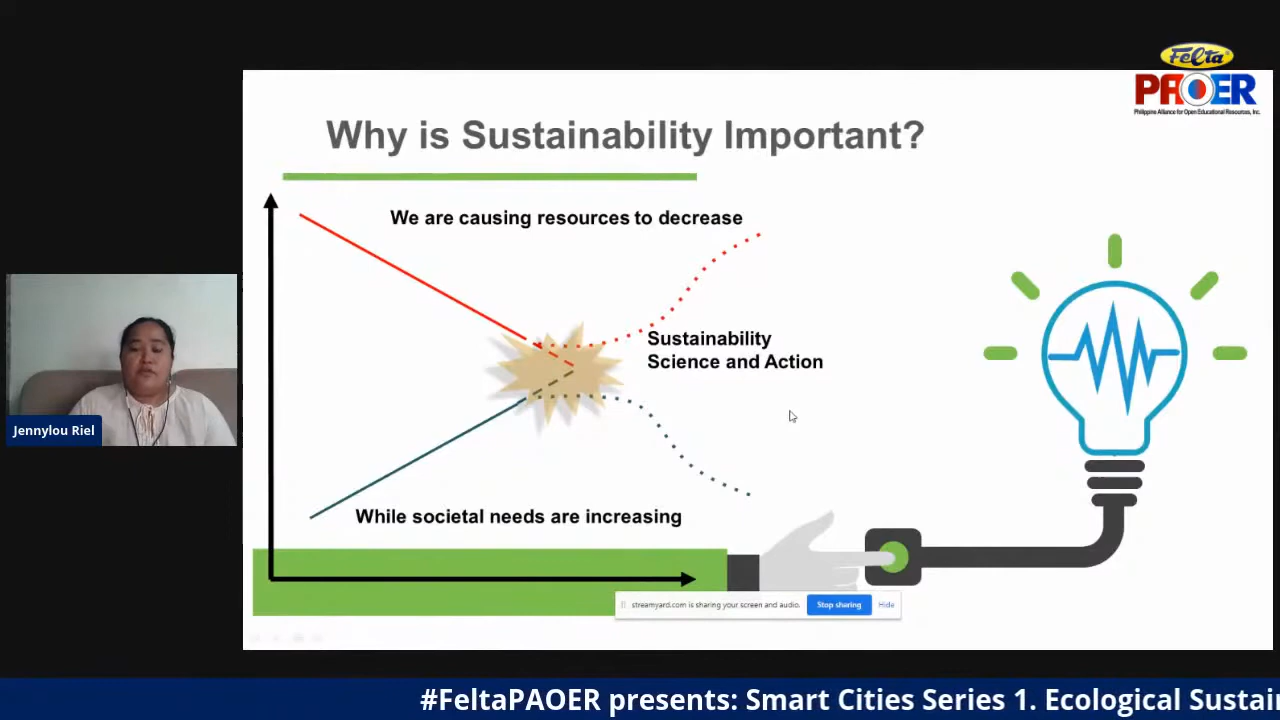 Felta
PAOER
Philippine Alliance for Open Educational Resources, Inc.
Why is Sustainability Important?
We are causing resources to decrease
Sustainability
Science and Action
While societal needs are increasing
Jennylou Riel
streamyard.com is sharing your screen and audio.
Stop sharing
Hide
#FeltaPAOER presents: Smart Cities Series 1. Ecological Sustai